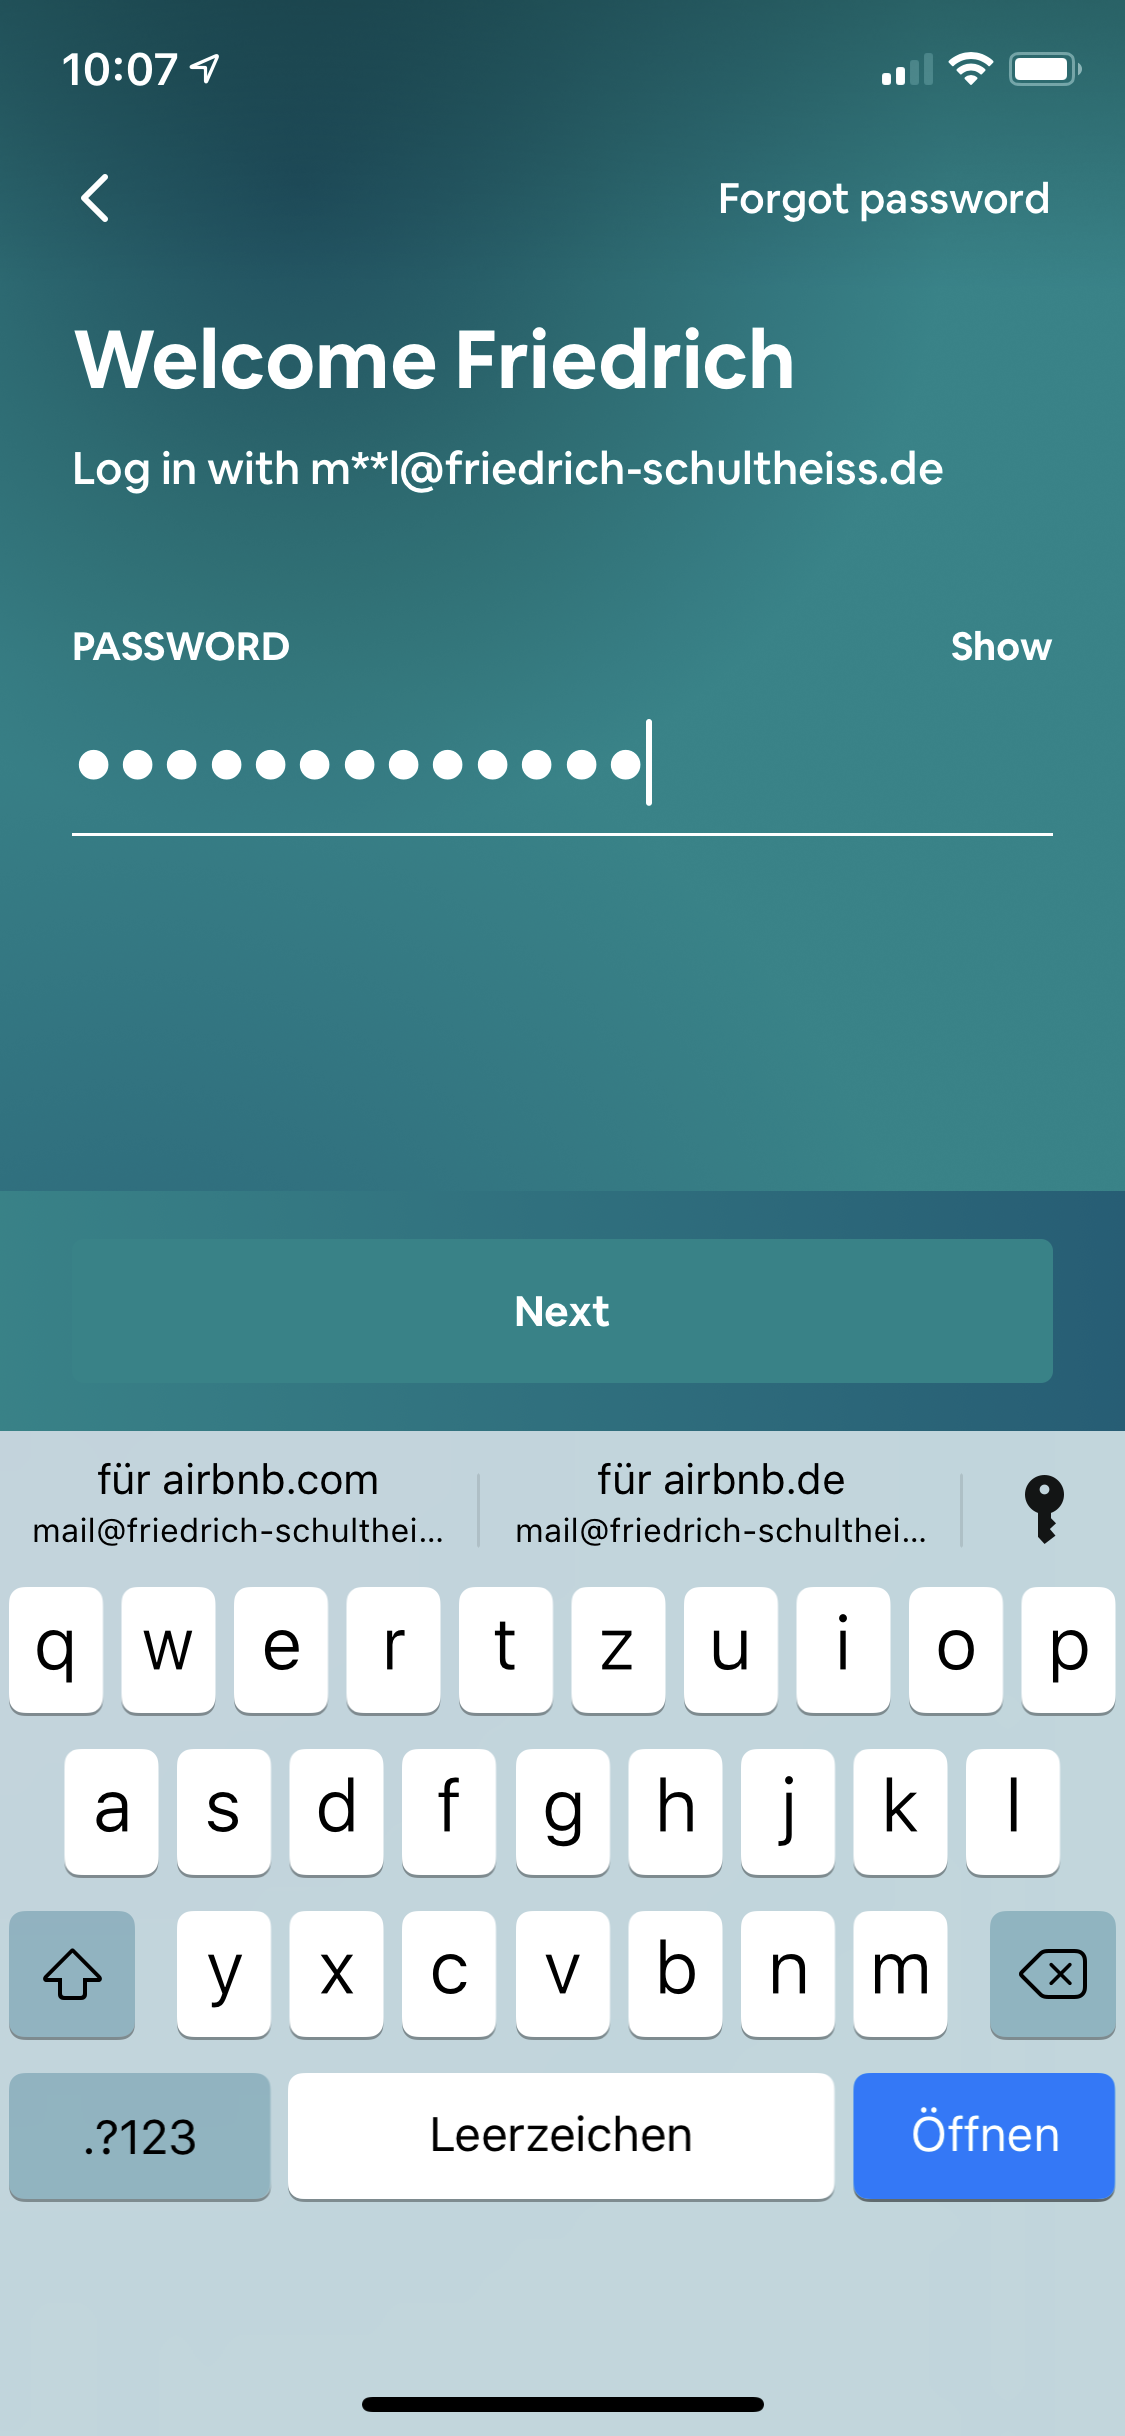 10:07
Forgot password
Welcome Friedrich
Log in with m**l@friedrich-schultheiss.de
PASSWORD
Show
●●●●●●●●●●●●●
Next
für airbnb.com
mail@friedrich-schulthei...
für airbnb.de
mail@friedrich-schulthei...
q w e r t z u i o p
a s d f g h j k l
y x c v b n m
.?123
Leerzeichen
Öffnen